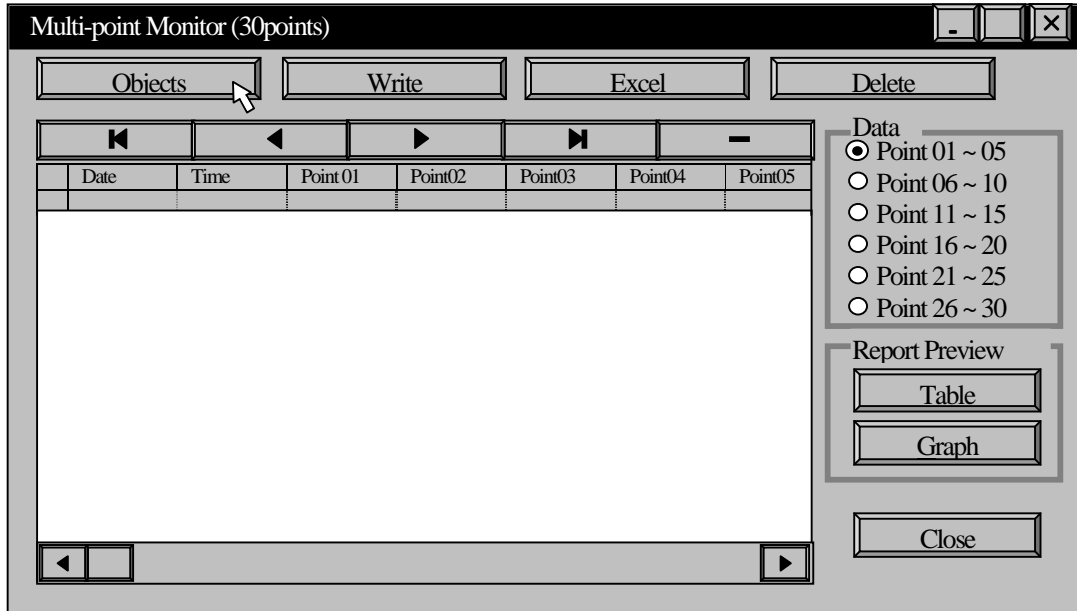 Multi-point Monitor (30points)
Objects Write Excel Delete
Date Time Point 01 Point02 Point03 Point04 Point05
Data
Point 01 ~ 05
Point 06 ~ 10
Point 11 ~ 15
Point 16 ~ 20
Point 21 ~ 25
Point 26 ~ 30
Report Preview
Table
Graph
Close